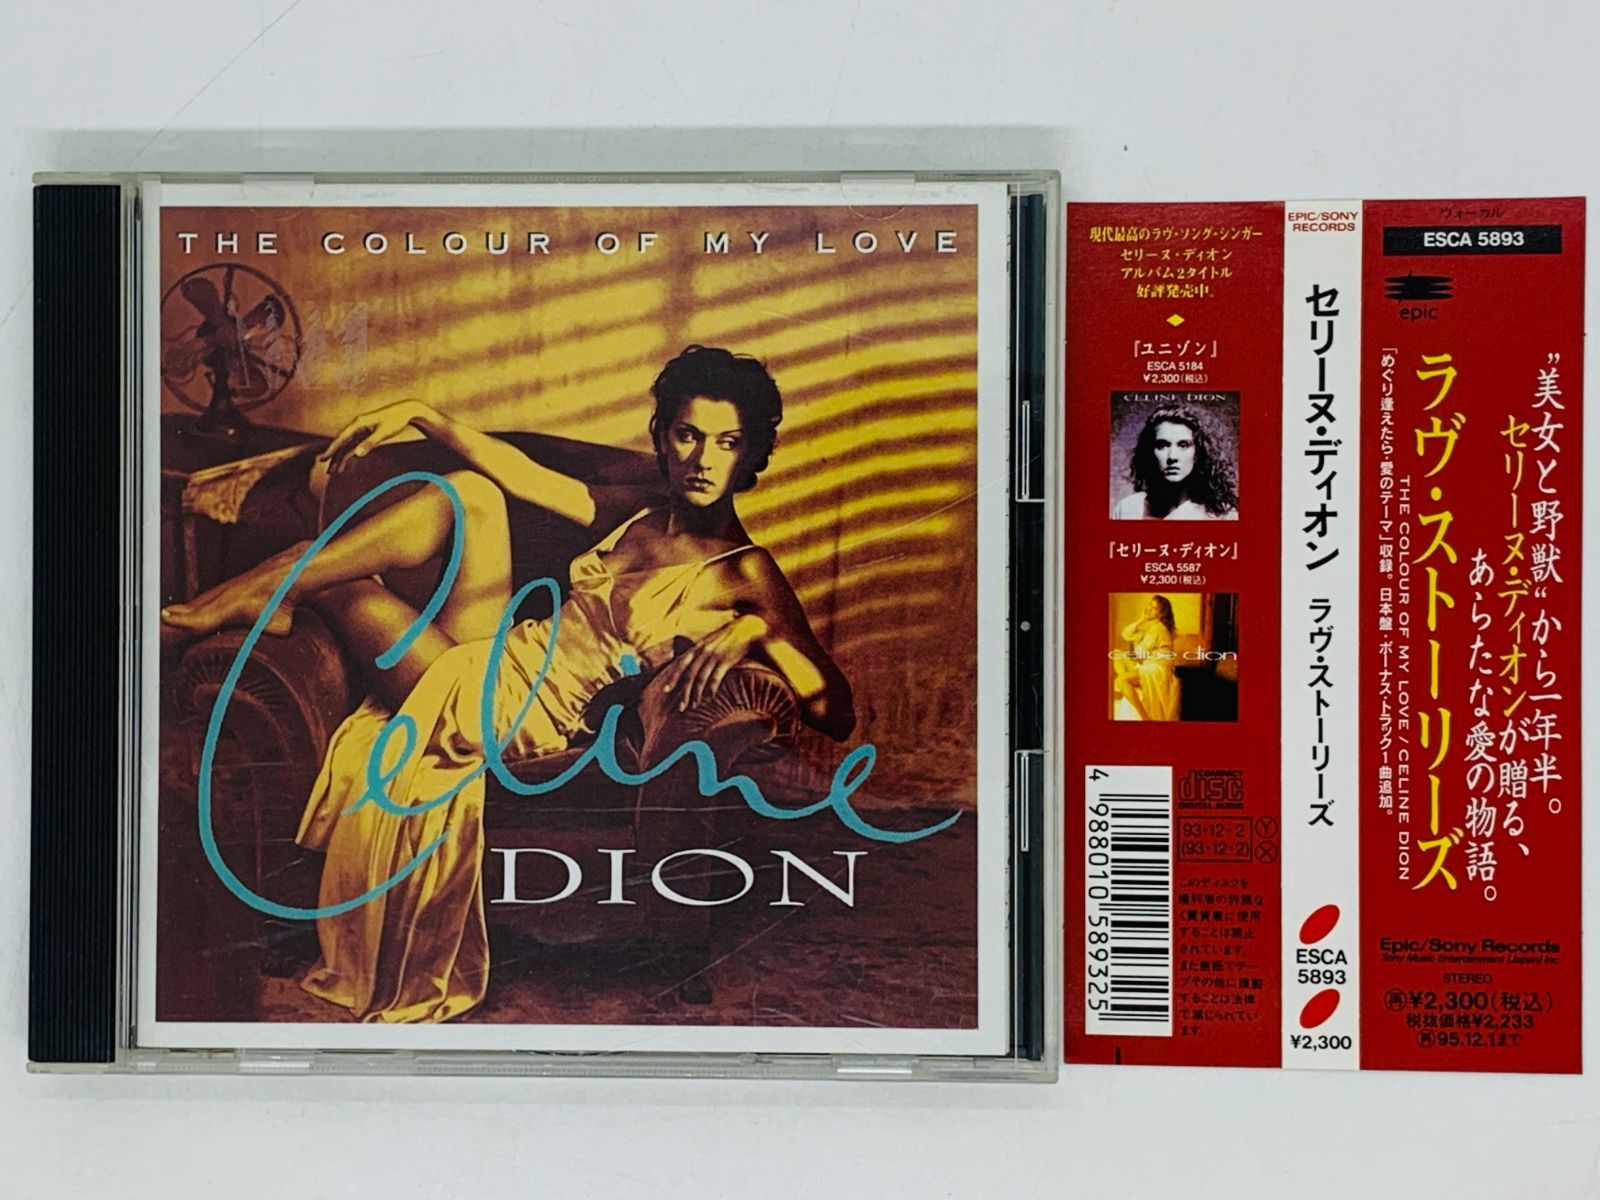 THE COLOUR OF MY LOVE
Celine
DION
現代最高のラヴ・ソング・シンガー
セリーヌ・ディオン
アルバム2タイトル
好評発売中。
『ユニゾン』
ESCA 5184
¥2,300(税込)
CELINE DION
『セリーヌ・ディオン』
ESCA 5587
¥2,300(税込)
celine dion
4 988010 589325
COMPACT
disc
DIGITAL AUDIO
93・12・2
(93・12・2)
Y
X
このディスクを
権利者の許諾な
く賃貸業に使用
することは禁止
されています。
また無断でテー
プその他に複製
することは法律
で禁じられてい
ます。
EPIC/SONY
RECORDS
セリーヌ・ディオン ラヴ・ストーリーズ
ESCA
5893
¥2,300
ヴォーカル
ESCA 5893
epic
"美女と野獣"から一年半。
セリーヌ・ディオンが贈る、
あらたな愛の物語。
ラヴ・ストーリーズ
THE COLOUR OF MY LOVE / CELINE DION
「めぐり逢えたら・愛のテーマ」収録。日本盤・ボーナス・トラック一曲追加。
Epic/Sony Records
Sony Music Entertainment (Japan) Inc
STEREO
再¥2,300(税込)
税抜価格¥2,233
再95.12.1まで